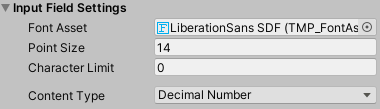 Input Field Settings
Font Asset LiberationSans SDF (TMP_FontAs
Point Size 14
Character Limit 0
Content Type Decimal Number